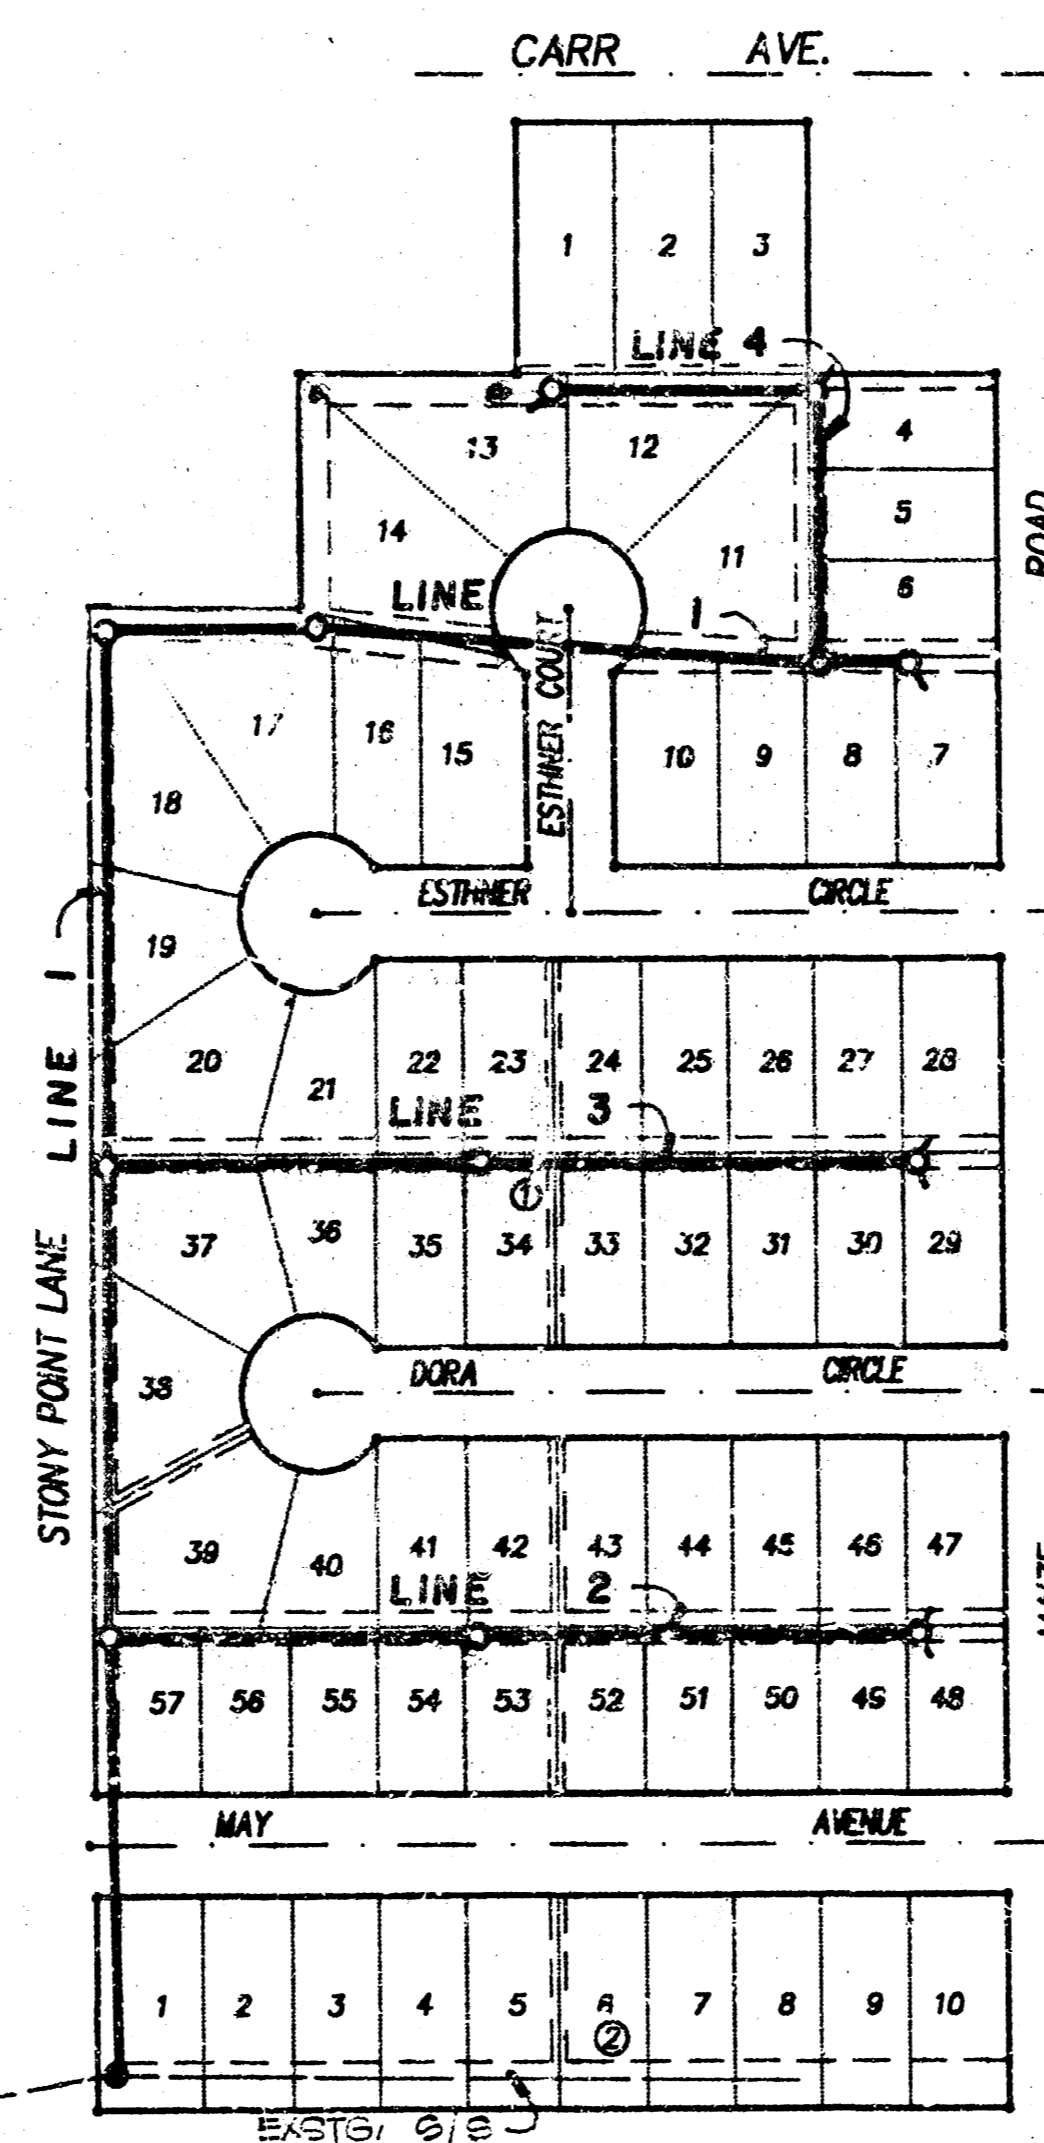 CARR AVE.
1 2 3
LINE 4
4
13 12
5
14
11
6
LINE 1
ROAD
ESTHNER COURT
17 16 15
10 9 8 7
18
ESTHNER CIRCLE
19
LINE 1
20 21 22 23 24 25 26 27 28
LINE 3
1
37 36 35 34 33 32 31 30 29
STONY POINT LANE
38
DORA CIRCLE
39 40 41 42 43 44 45 46 47
LINE 2
57 56 55 54 53 52 51 50 49 48
MAY AVENUE
1 2 3 4 5 6 7 8 9 10
2
EXSTG. S/S